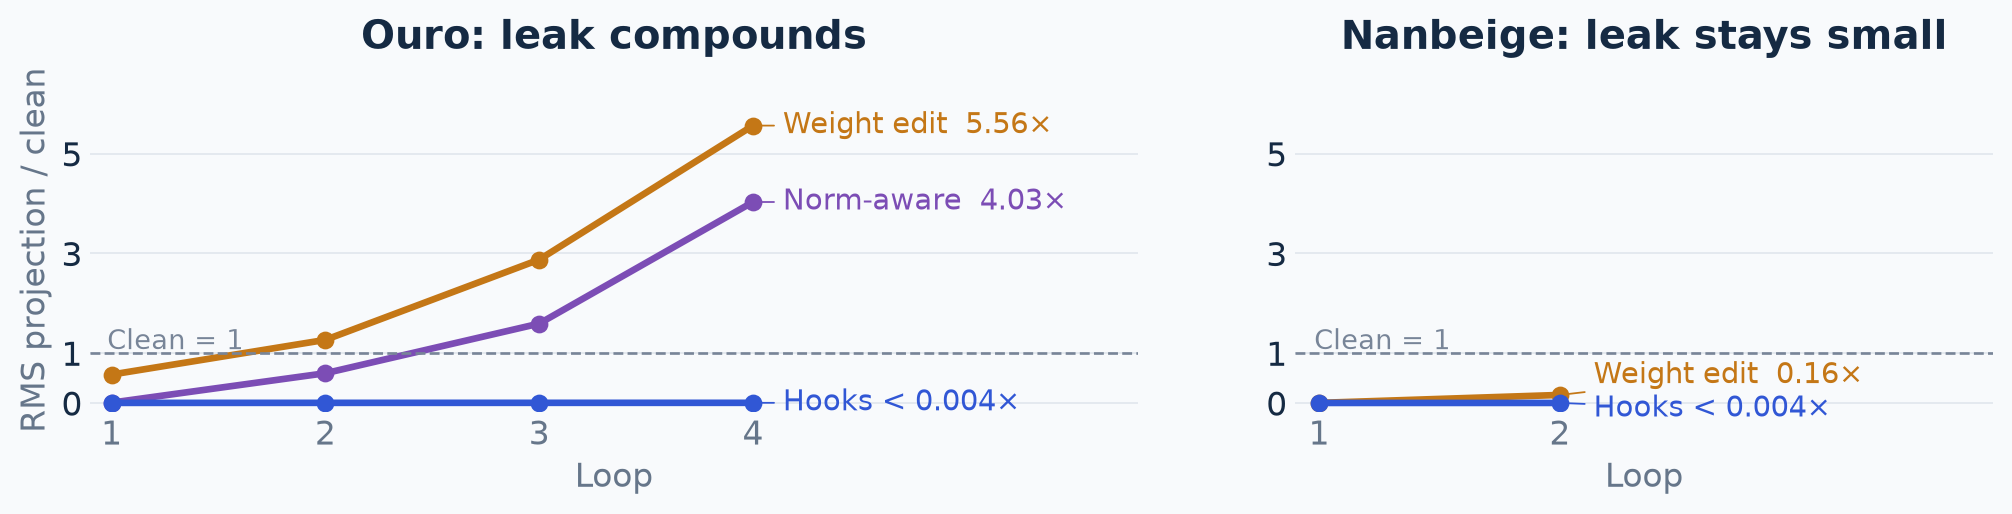 Ouro: leak compounds
RMS projection / clean
5
3
1
0
Clean = 1
Weight edit 5.56×
Norm-aware 4.03×
Hooks < 0.004×
1 2 3 4
Loop
Nanbeige: leak stays small
5
3
1
0
Clean = 1
Weight edit 0.16×
Hooks < 0.004×
1 2
Loop